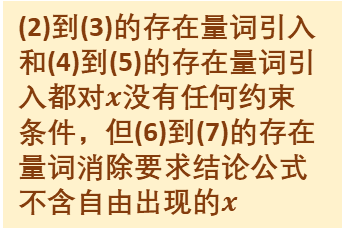 (2)到(3)的存在量词引入
和(4)到(5)的存在量词引
入都对x没有任何约束
条件，但(6)到(7)的存在
量词消除要求结论公式
不含自由出现的x